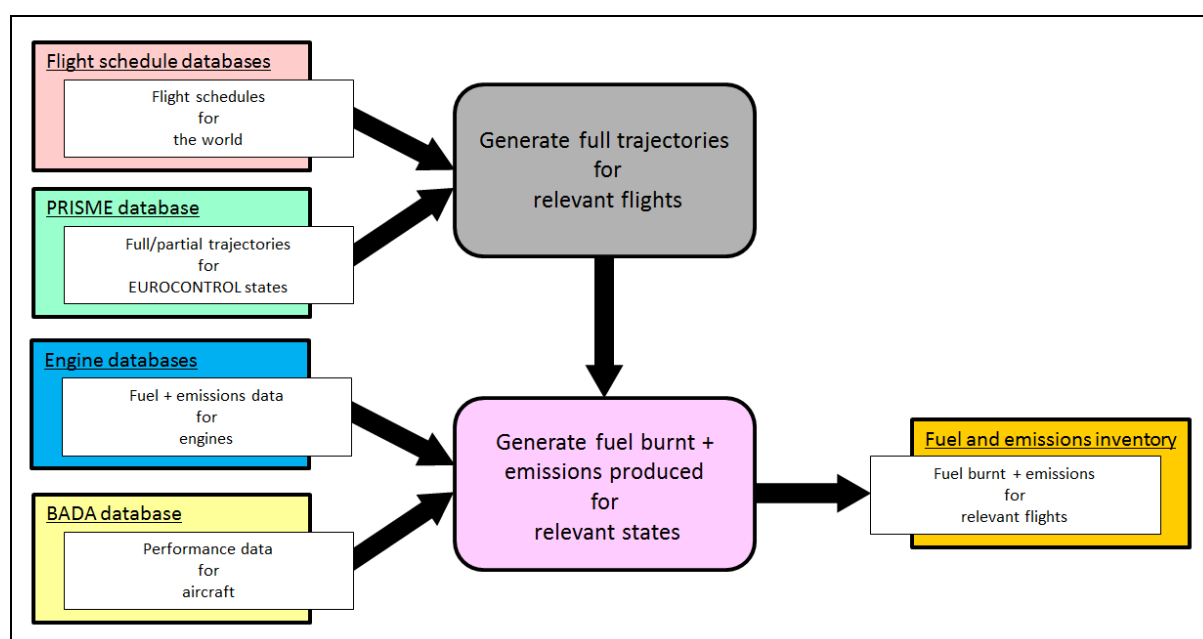 Flight schedule databases
Flight schedules
for
the world
PRISME database
Full/partial trajectories
for
EUROCONTROL states
Engine databases
Fuel + emissions data
for
engines
BADA database
Performance data
for
aircraft
Generate full trajectories
for
relevant flights
Generate fuel burnt +
emissions produced
for
relevant states
Fuel and emissions inventory
Fuel burnt + emissions
for
relevant flights